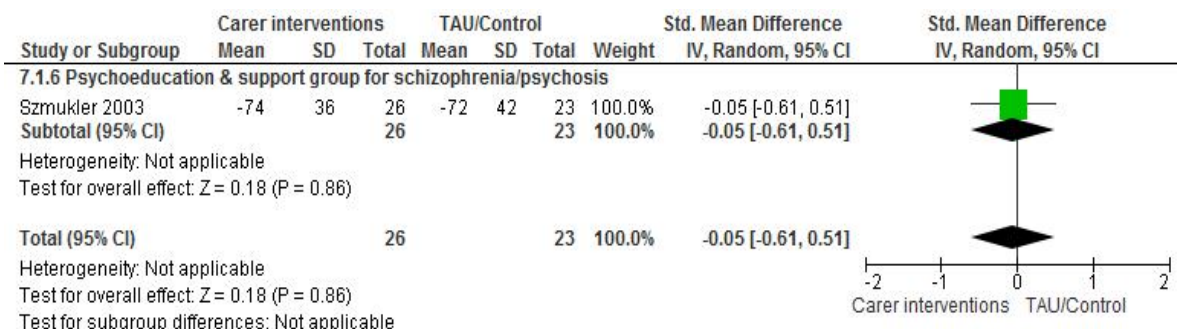 Carer interventions TAU/Control Std. Mean Difference Std. Mean Difference
Study or Subgroup Mean SD Total Mean SD Total Weight IV, Random, 95% CI IV, Random, 95% CI
7.1.6 Psychoeducation & support group for schizophrenia/psychosis
Szmukler 2003 -74 36 26 -72 42 23 100.0% -0.05 [-0.61, 0.51]
Subtotal (95% CI) 26 23 100.0% -0.05 [-0.61, 0.51]
Heterogeneity: Not applicable
Test for overall effect: Z = 0.18 (P = 0.86)
Total (95% CI) 26 23 100.0% -0.05 [-0.61, 0.51]
Heterogeneity: Not applicable
Test for overall effect: Z = 0.18 (P = 0.86)
Test for subgroup differences: Not applicable
-2 -1 0 1 2
Carer interventions TAU/Control